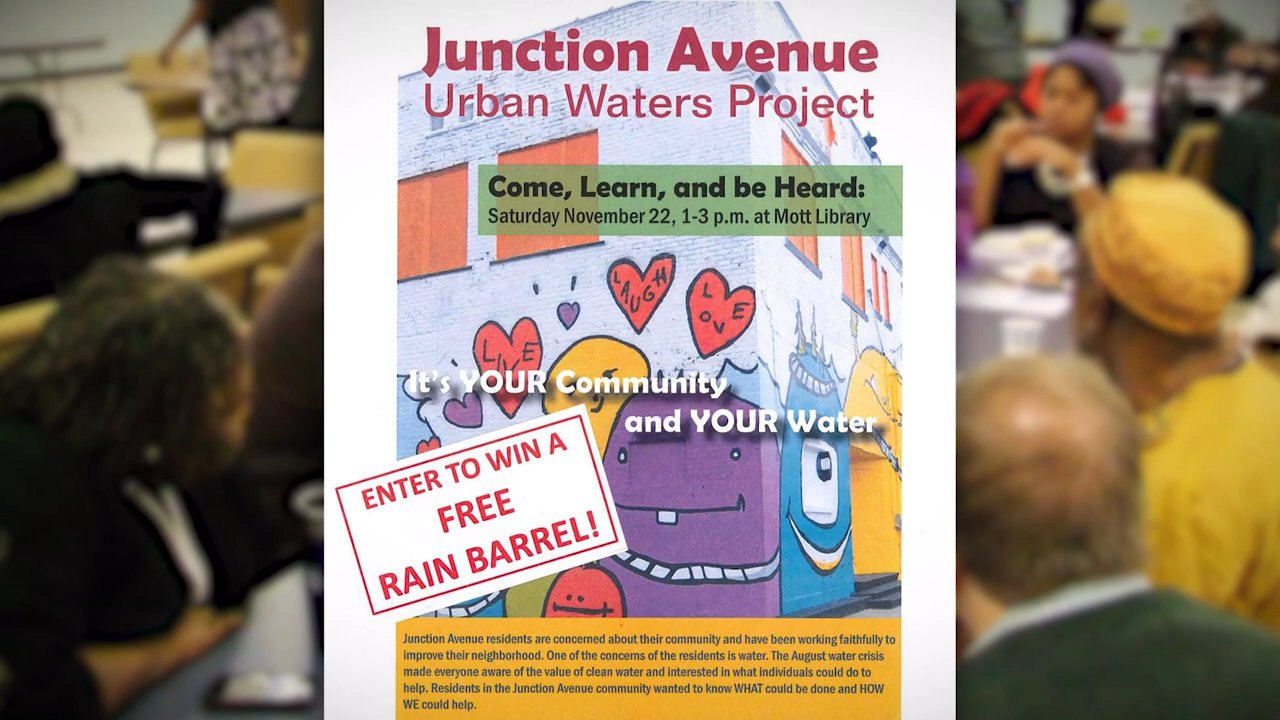 Junction Avenue
Urban Waters Project
Come, Learn, and be Heard:
Saturday November 22, 1-3 p.m. at Mott Library
LAUGH
LOVE
LIVE
It's YOUR Community
and YOUR Water
ENTER TO WIN A
FREE
RAIN BARREL!
Junction Avenue residents are concerned about their community and have been working faithfully to
improve their neighborhood. One of the concerns of the residents is water. The August water crisis
made everyone aware of the value of clean water and interested in what individuals could do to
help. Residents in the Junction Avenue community wanted to know WHAT could be done and HOW
WE could help.